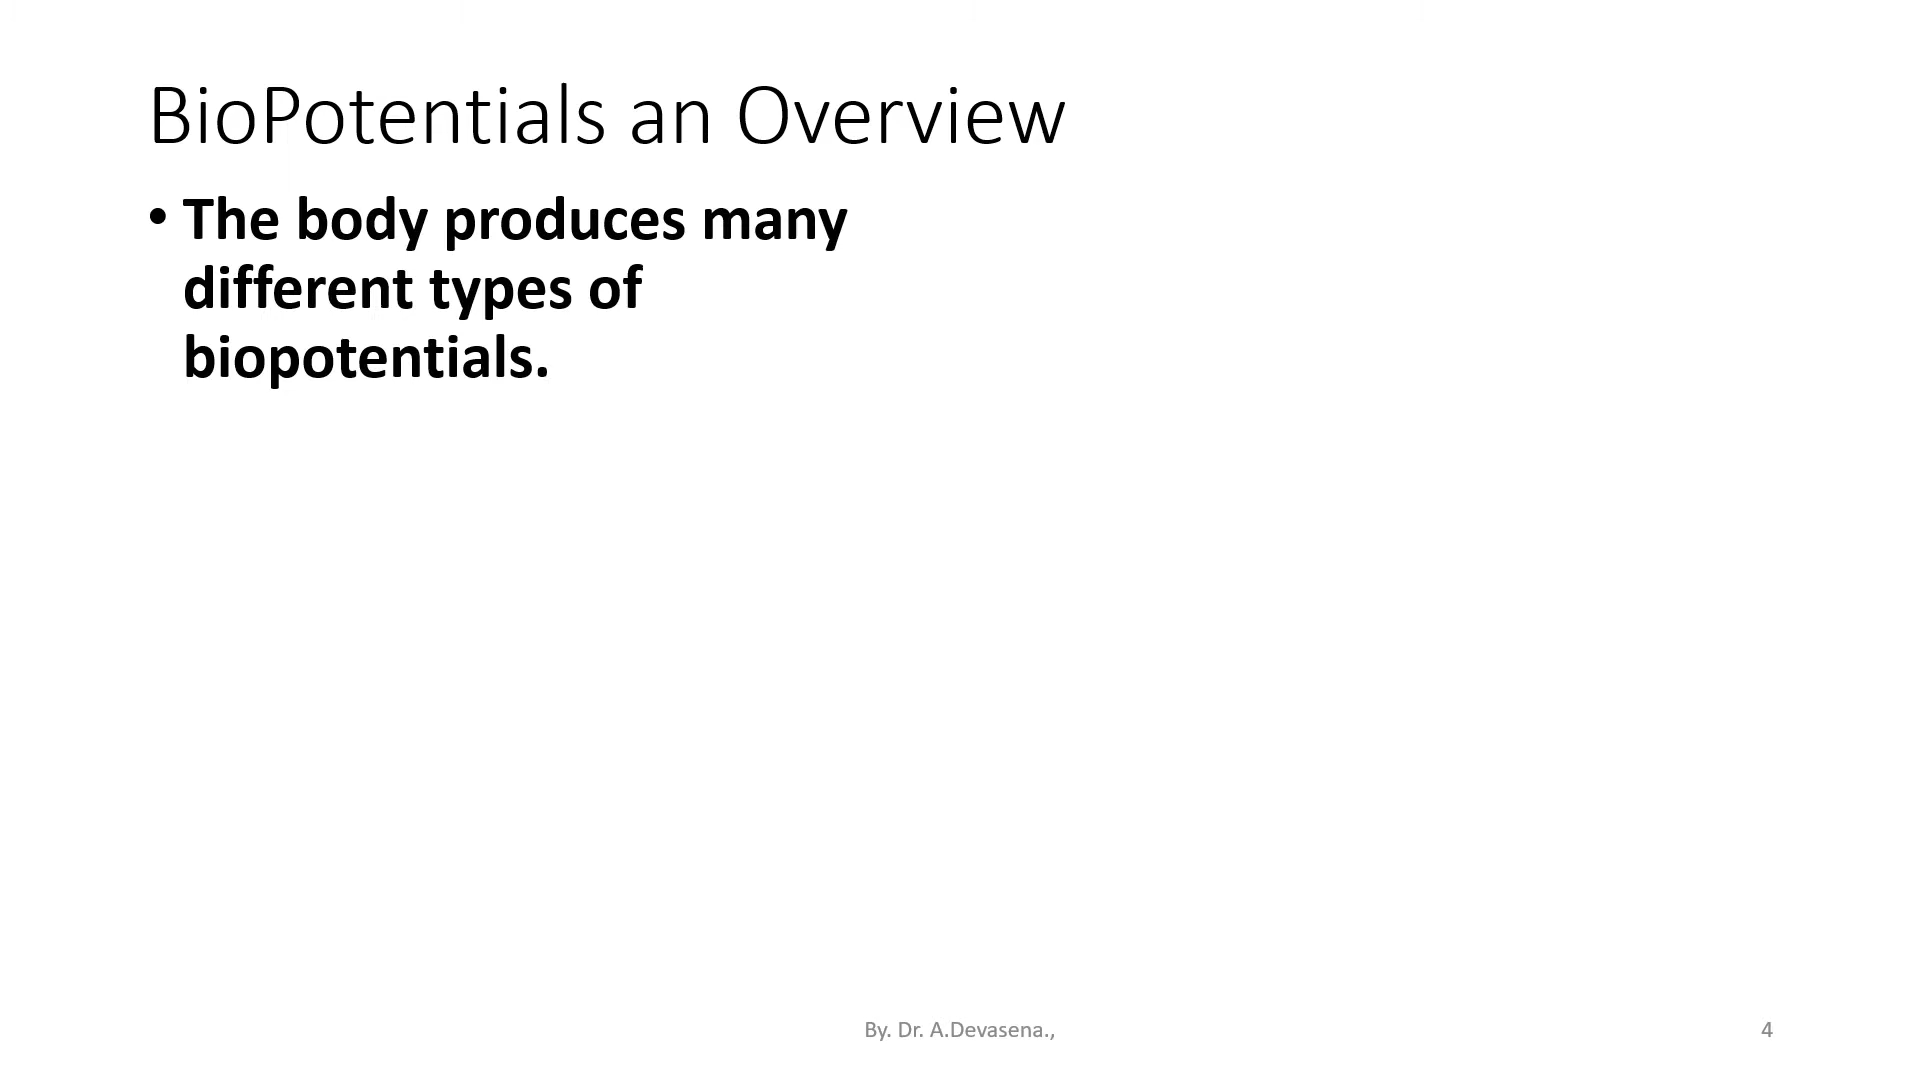 BioPotentials an Overview
• The body produces many
different types of
biopotentials.
By. Dr. A.Devasena.,
4